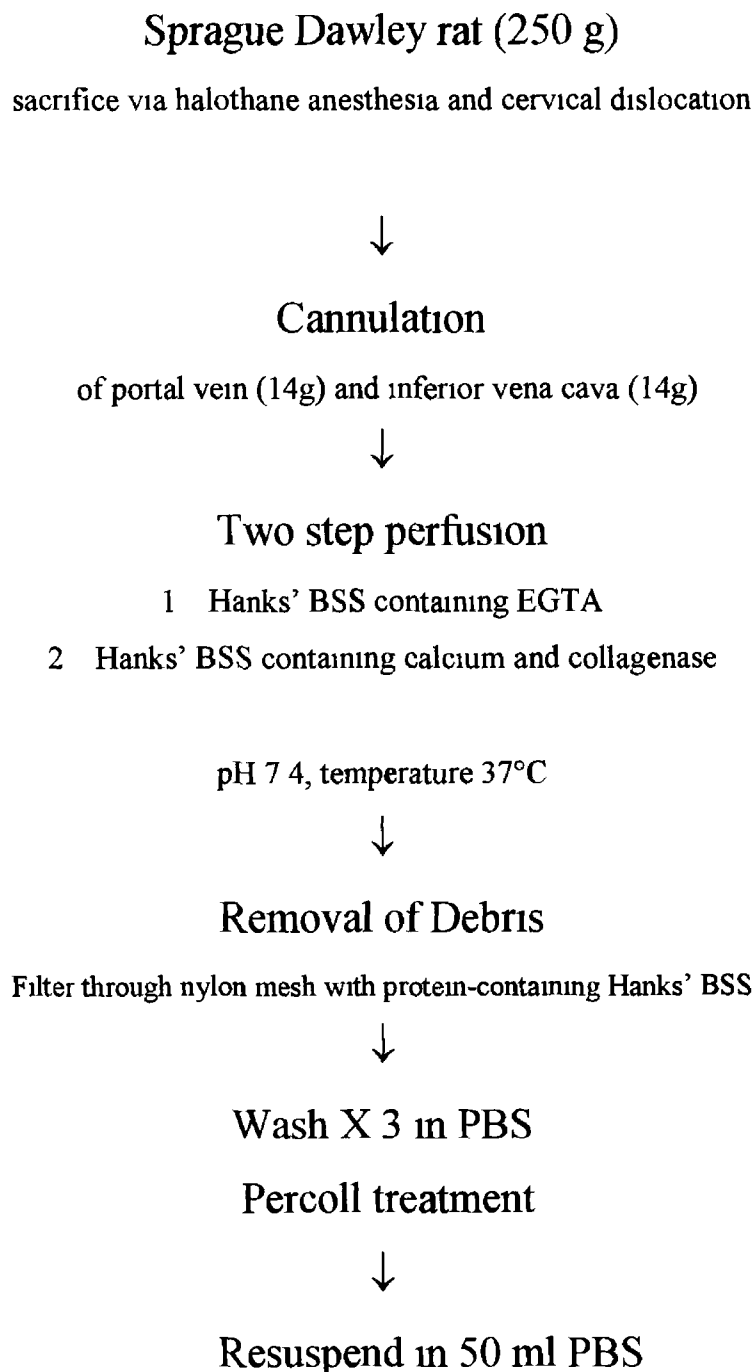 Sprague Dawley rat (250 g)
sacrifice via halothane anesthesia and cervical dislocation
↓
Cannulation
of portal vein (14g) and inferior vena cava (14g)
↓
Two step perfusion
1 Hanks' BSS containing EGTA
2 Hanks' BSS containing calcium and collagenase
pH 7 4, temperature 37°C
↓
Removal of Debris
Filter through nylon mesh with protein-containing Hanks' BSS
↓
Wash X 3 in PBS
Percoll treatment
↓
Resuspend in 50 ml PBS